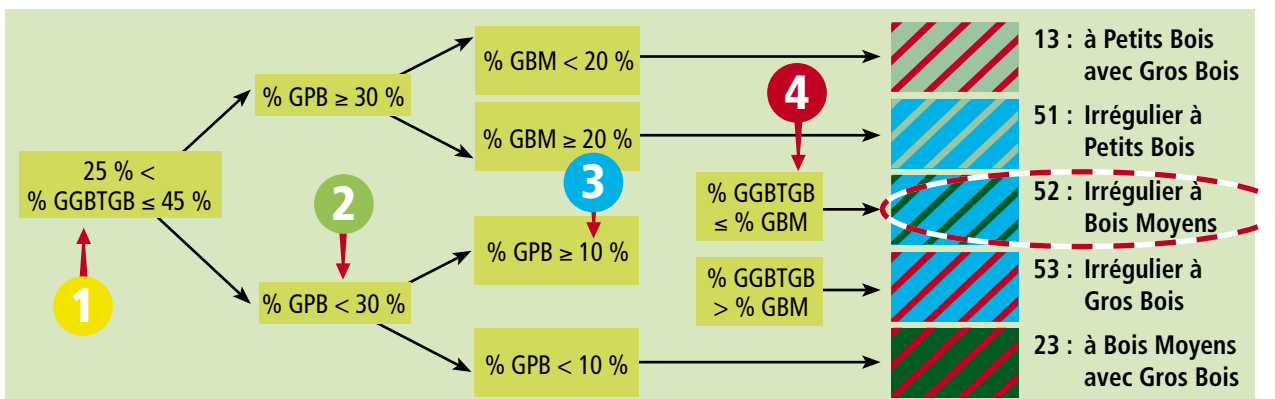 25 % <
% GGBTGB ≤ 45 %
1
% GPB ≥ 30 %
2
% GPB < 30 %
% GBM < 20 %
% GBM ≥ 20 %
3
% GPB ≥ 10 %
% GPB < 10 %
4
% GGBTGB
≤ % GBM
% GGBTGB
> % GBM
13 : à Petits Bois
avec Gros Bois
51 : Irrégulier à
Petits Bois
52 : Irrégulier à
Bois Moyens
53 : Irrégulier à
Gros Bois
23 : à Bois Moyens
avec Gros Bois